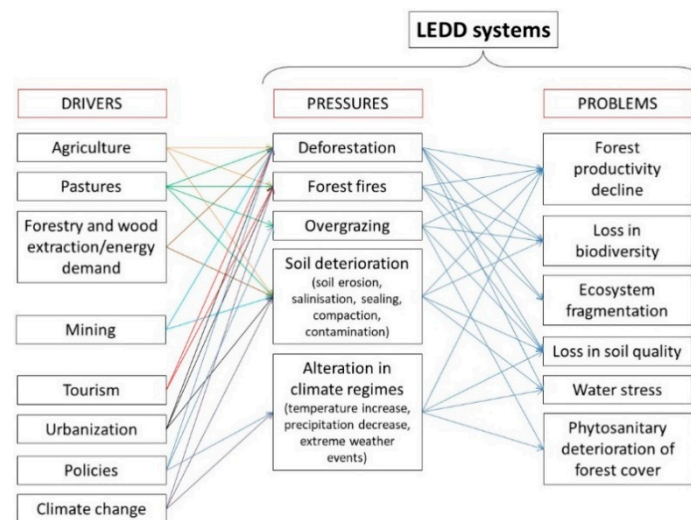 LEDD systems
DRIVERS
Agriculture
Pastures
Forestry and wood
extraction/energy
demand
Mining
Tourism
Urbanization
Policies
Climate change
PRESSURES
Deforestation
Forest fires
Overgrazing
Soil deterioration
(soil erosion,
salinisation, sealing,
compaction,
contamination)
Alteration in
climate regimes
(temperature increase,
precipitation decrease,
extreme weather
events)
PROBLEMS
Forest
productivity
decline
Loss in
biodiversity
Ecosystem
fragmentation
Loss in soil quality
Water stress
Phytosanitary
deterioration of
forest cover